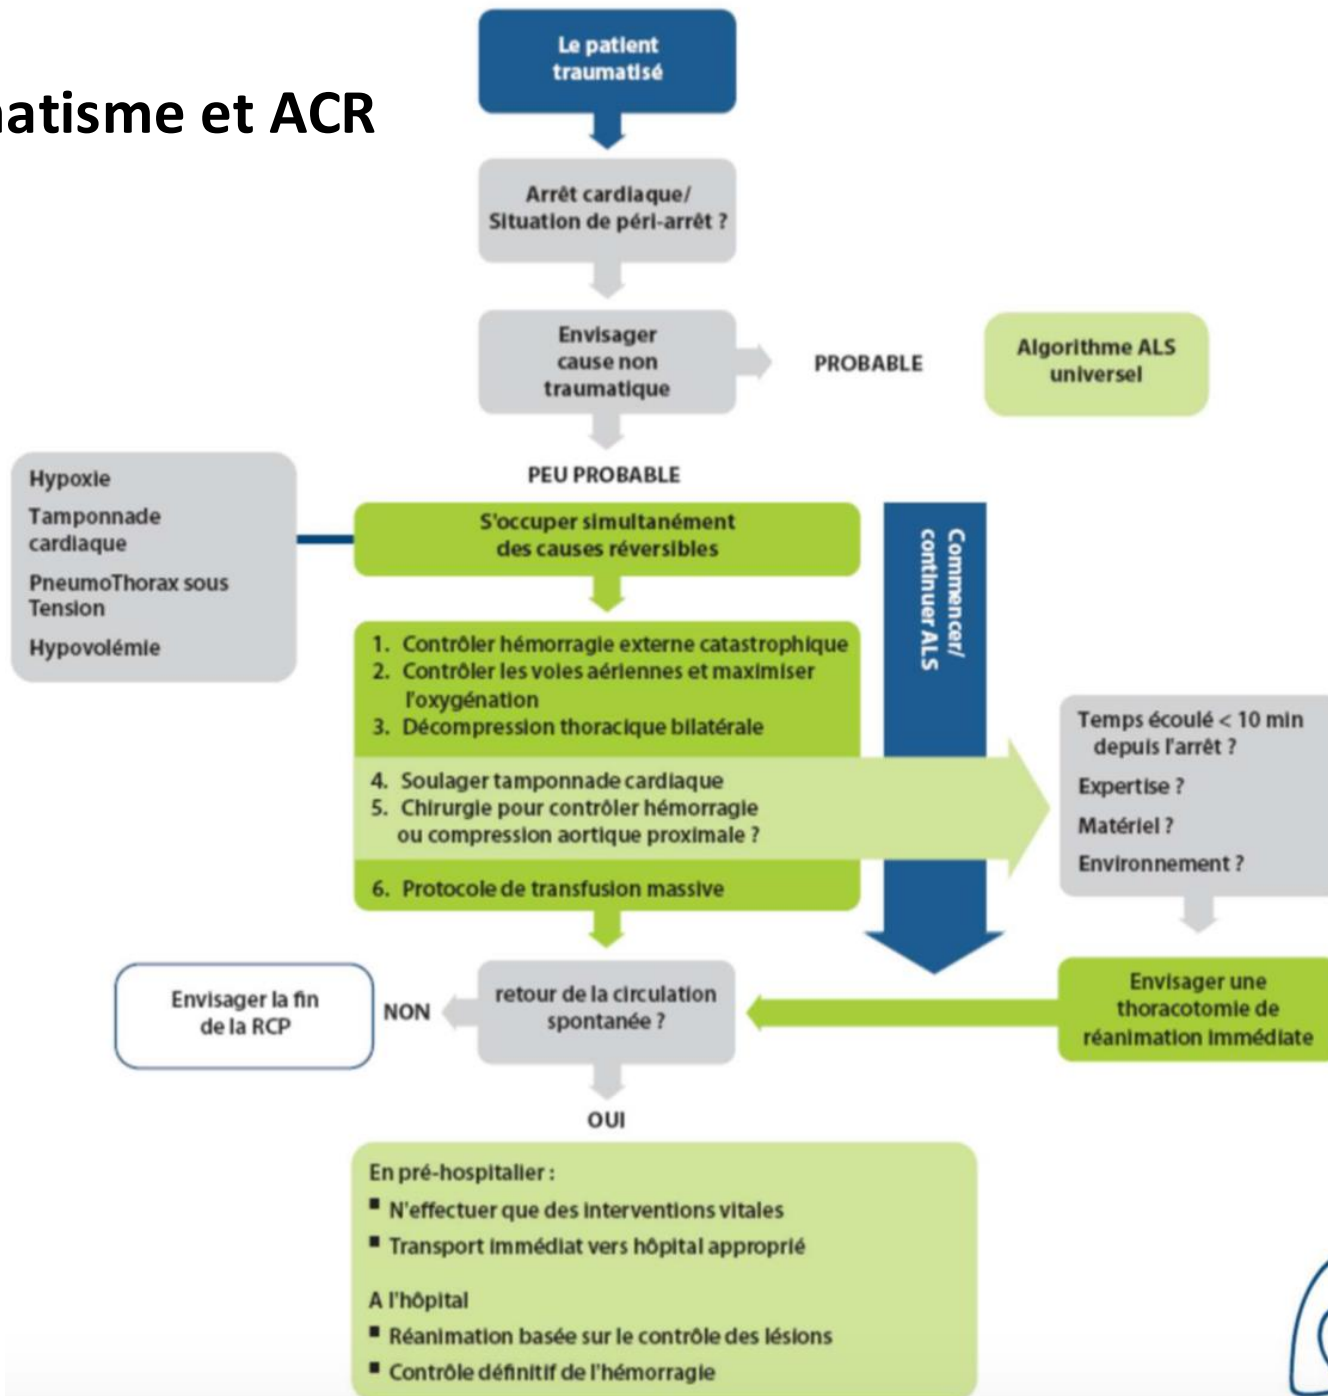 Le patient
traumatisé
matisme et ACR
Arrêt cardiaque/
Situation de péri-arrêt ?
Envisager
cause non
traumatique
PROBABLE
Algorithme ALS
universel
PEU PROBABLE
Hypoxie
Tamponnade
cardiaque
PneumoThorax sous
Tension
Hypovolémie
S'occuper simultanément
des causes réversibles
Commencer/
continuer ALS
1. Contrôler hémorragie externe catastrophique
2. Contrôler les voies aériennes et maximiser
l'oxygénation
3. Décompression thoracique bilatérale
4. Soulager tamponnade cardiaque
5. Chirurgie pour contrôler hémorragie
ou compression aortique proximale ?
6. Protocole de transfusion massive
Temps écoulé < 10 min
depuis l'arrêt ?
Expertise ?
Matériel ?
Environnement ?
Envisager une
thoracotomie de
réanimation immédiate
retour de la circulation
spontanée ?
NON
Envisager la fin
de la RCP
OUI
En pré-hospitalier :
▪ N'effectuer que des interventions vitales
▪ Transport immédiat vers hôpital approprié
A l'hôpital
▪ Réanimation basée sur le contrôle des lésions
▪ Contrôle définitif de l'hémorragie